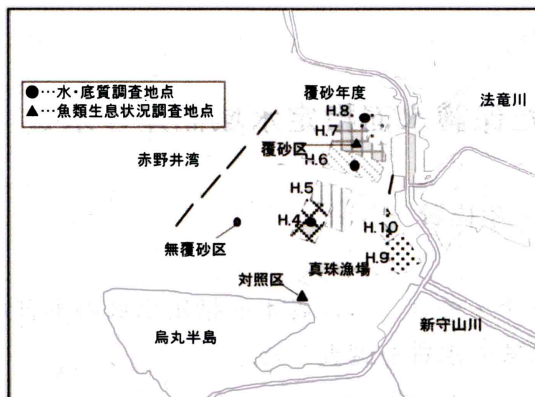 ●…水・底質調査地点
▲…魚類生息状況調査地点
覆砂年度
法竜川
H.8
H.7
覆砂区
赤野井湾
H.6
H.5
H.4
無覆砂区
H.10
H.9
真珠漁場
対照区
新守山川
烏丸半島